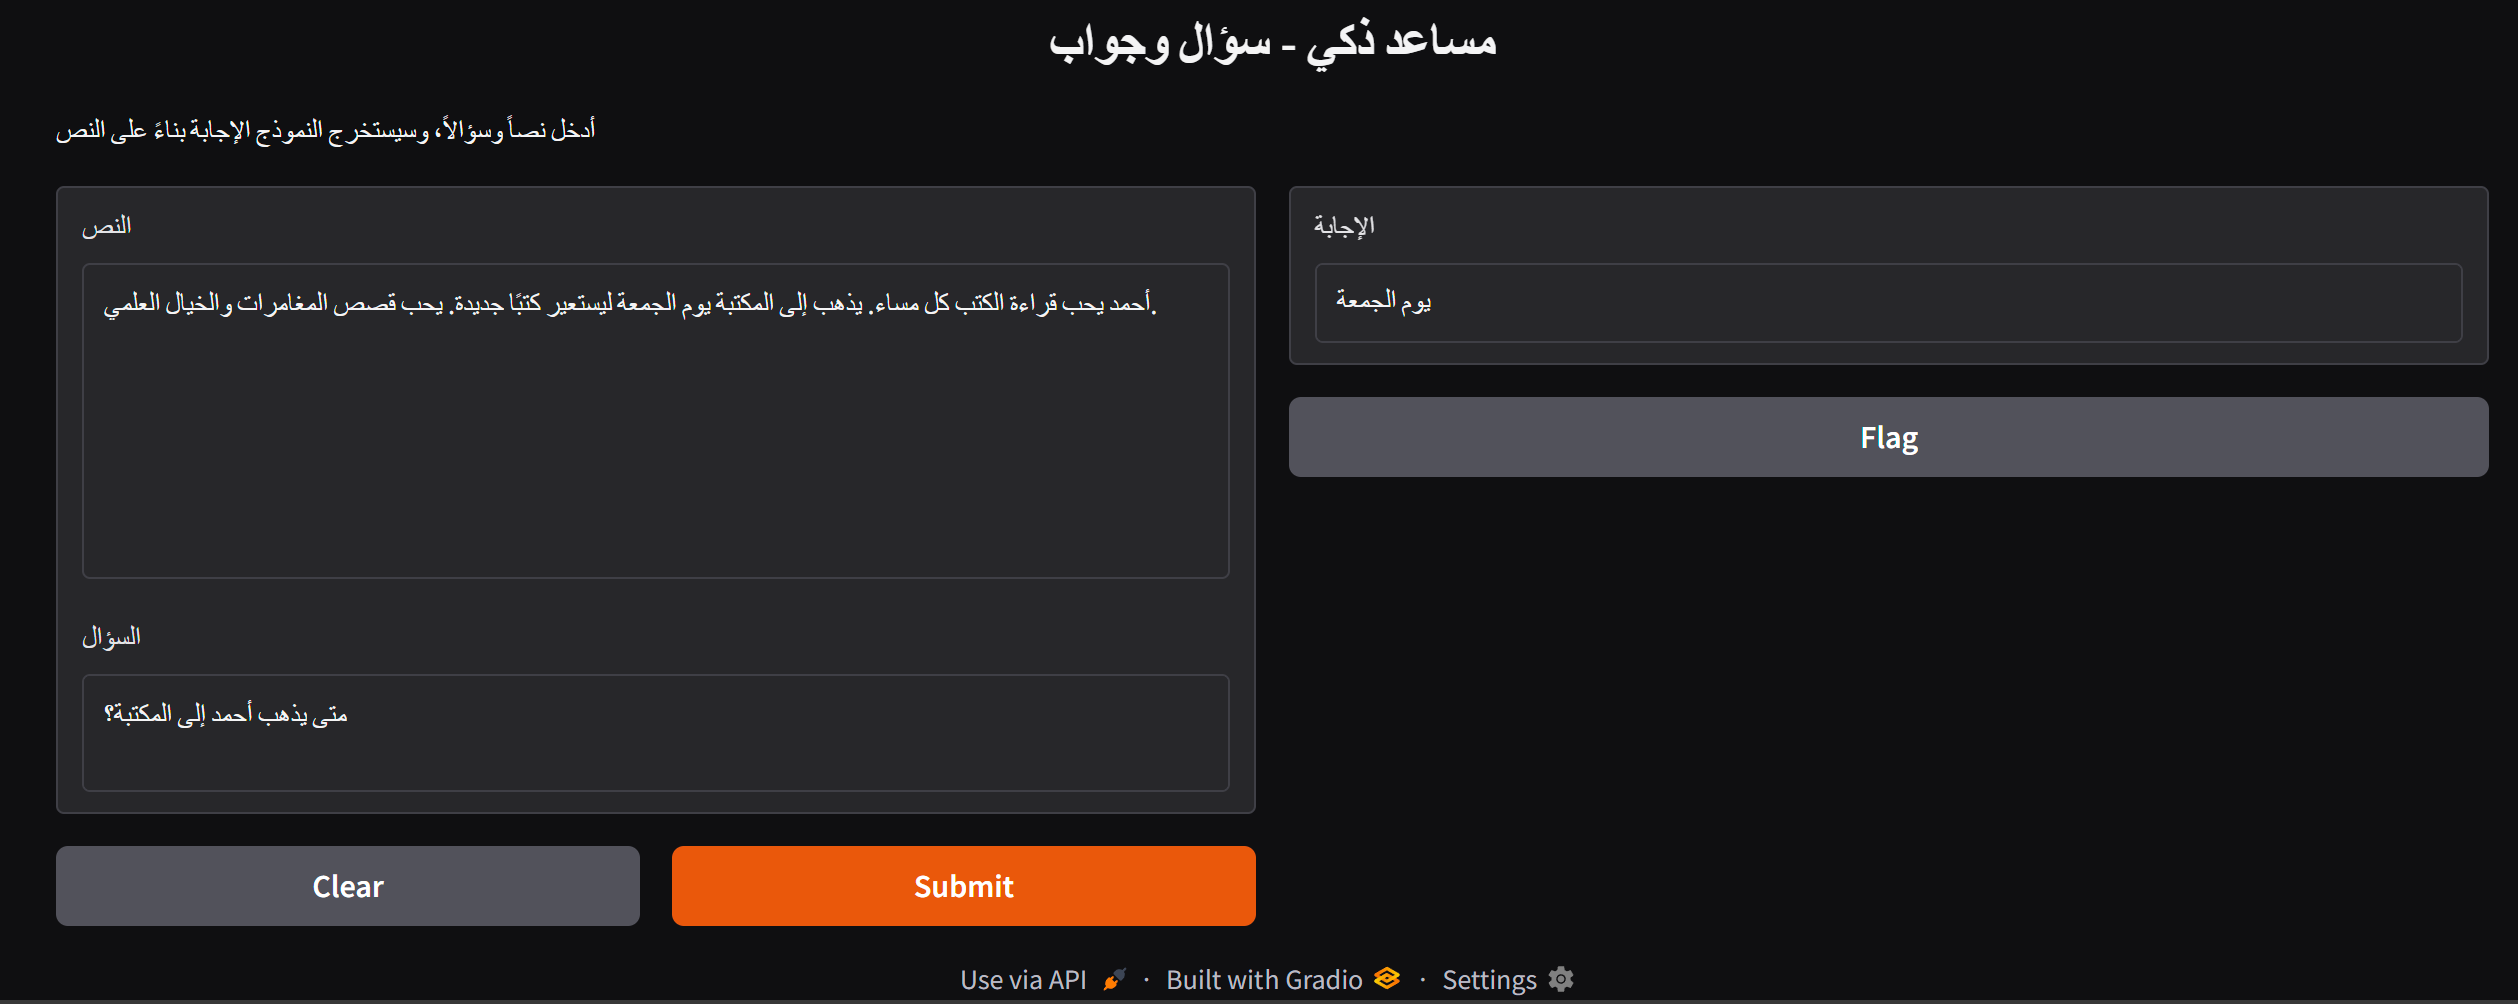 مساعد ذكي - سؤال وجواب
أدخل نصاً وسؤالاً، وسيستخرج النموذج الإجابة بناءً على النص
النص
أحمد يحب قراءة الكتب كل مساء. يذهب إلى المكتبة يوم الجمعة ليستعير كتبًا جديدة. يحب قصص المغامرات والخيال العلمي.
السؤال
متى يذهب أحمد إلى المكتبة؟
Clear
Submit
الإجابة
يوم الجمعة
Flag
Use via API · Built with Gradio · Settings